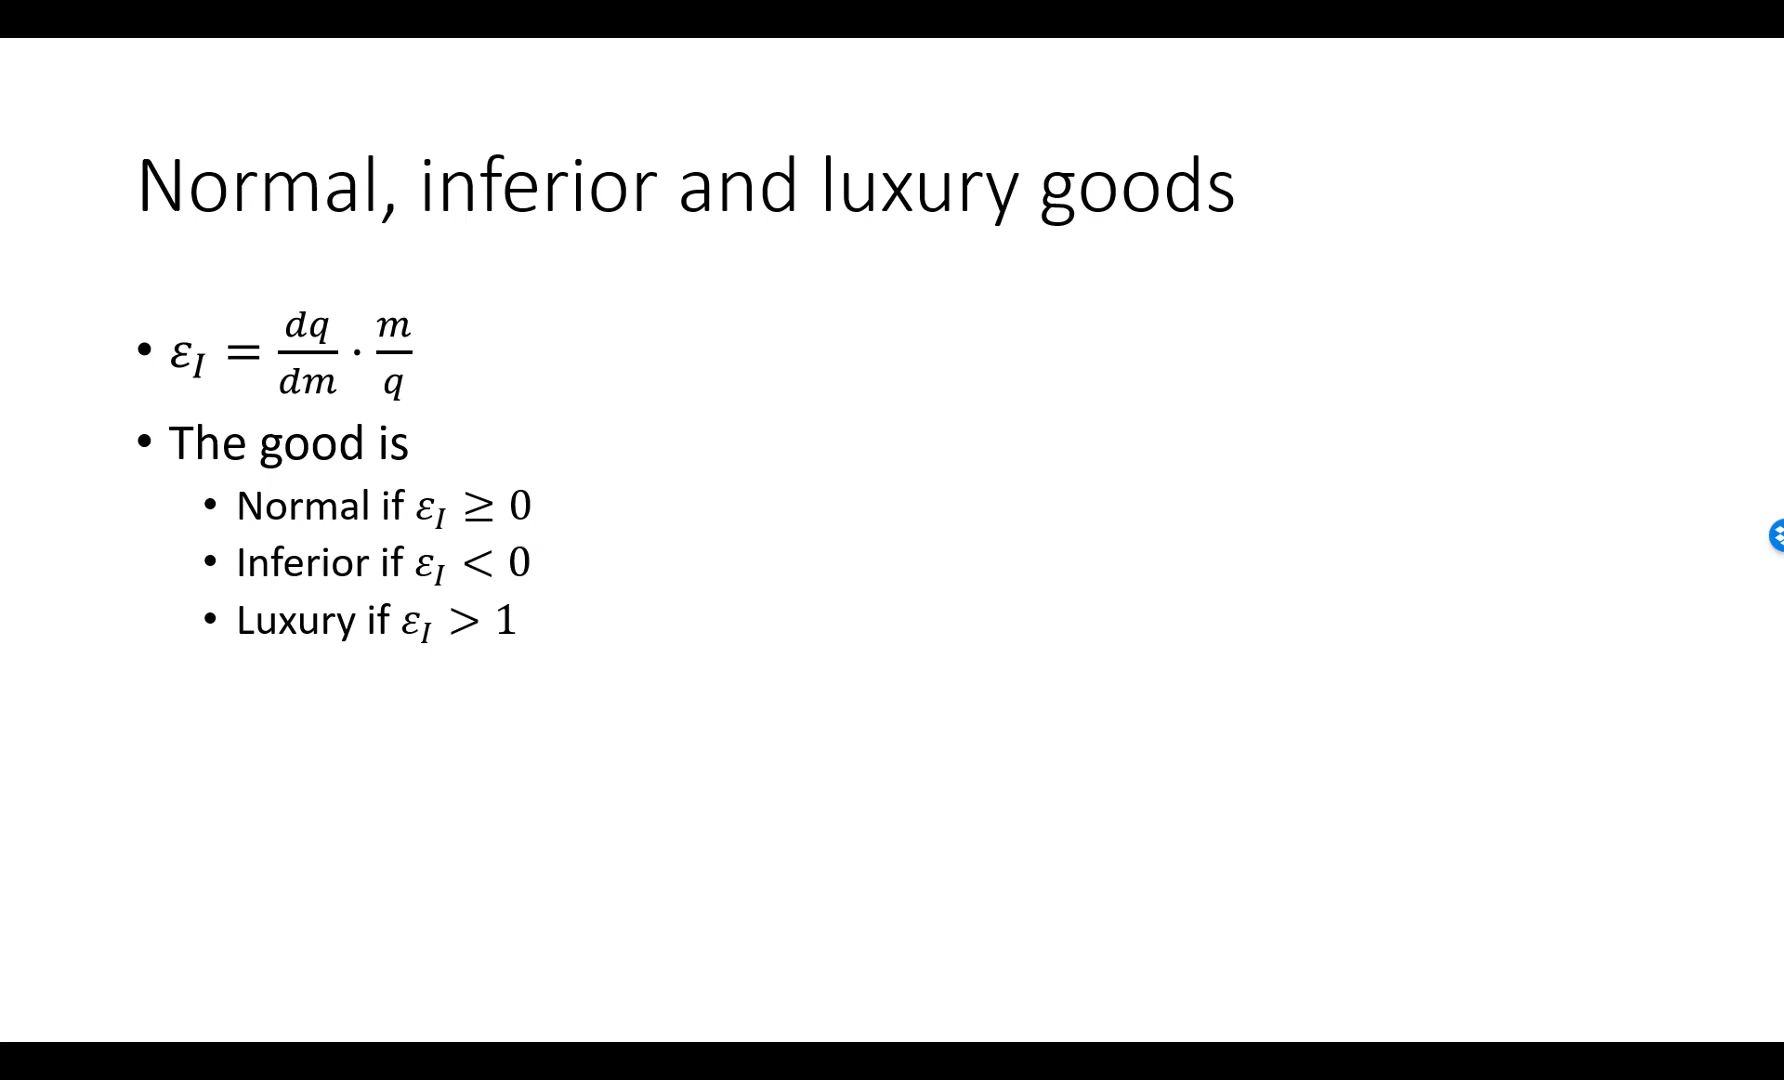 Normal, inferior and luxury goods
• ε_I = dq/dm · m/q
• The good is
• Normal if ε_I ≥ 0
• Inferior if ε_I < 0
• Luxury if ε_I > 1